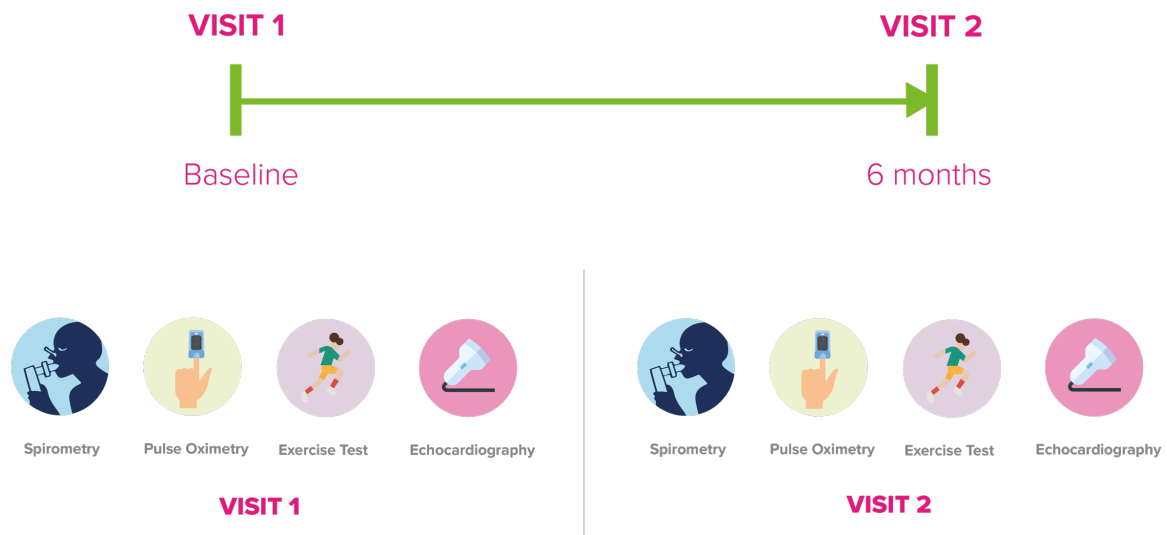 VISIT 1
VISIT 2
Baseline
6 months
Spirometry
Pulse Oximetry
Exercise Test
Echocardiography
VISIT 1
Spirometry
Pulse Oximetry
Exercise Test
Echocardiography
VISIT 2